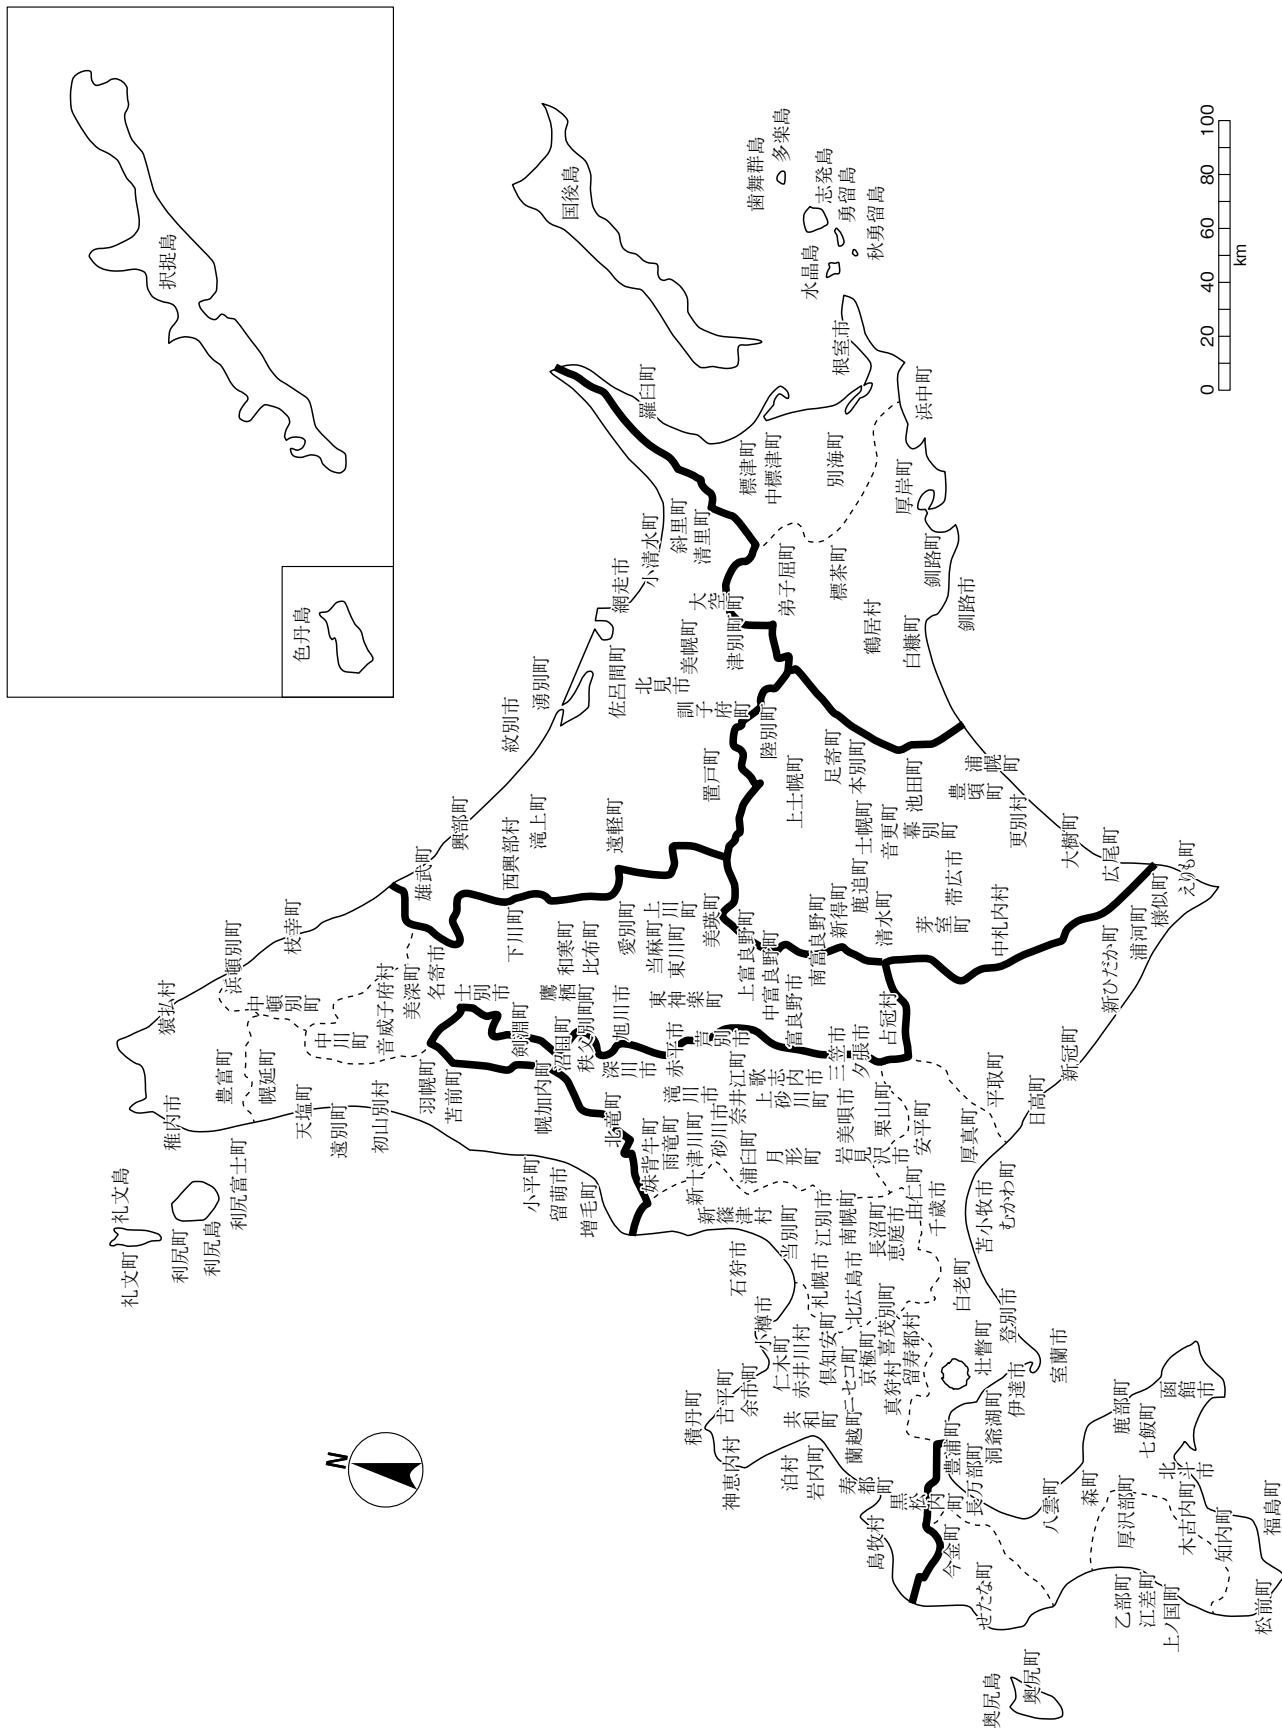 択捉島
色丹島
国後島
歯舞群島
多楽島
志発島
勇留島
秋勇留島
水晶島
0 20 40 60 80 100
km
N
礼文島
礼文町
利尻町
利尻島
利尻富士町
稚内市
猿払村
豊富町
浜頓別町
中頓別町
幌延町
枝幸町
天塩町
中川町
遠別町
初山別村
音威子府村
美深町
羽幌町
苫前町
名寄市
雄武町
興部町
士別市
下川町
西興部村
滝上町
紋別市
湧別町
剣淵町
幌加内町
小平町
留萌市
増毛町
沼田町
和寒町
鷹栖町
比布町
秩父別町
北竜町
深川市
旭川市
愛別町
当麻町
上川町
東川町
東神楽町
遠軽町
佐呂間町
網走市
北見市
小清水町
斜里町
清里町
羅臼町
妹背牛町
雨竜町
赤平市
滝川市
新十津川町
砂川市
芦別市
美瑛町
置戸町
訓子府町
美幌町
大空町
津別町
標津町
中標津町
新篠津村
浦臼町
奈井江町
歌志内市
上砂川町
上富良野町
中富良野町
富良野市
南富良野町
月形町
陸別町
上士幌町
弟子屈町
石狩市
当別町
積丹町
古平町
余市町
小樽市
仁木町
赤井川村
神恵内村
泊村
共和町
岩内町
倶知安町
札幌市
江別市
南幌町
岩見沢市
美唄市
三笠市
夕張市
栗山町
新得町
鹿追町
士幌町
足寄町
本別町
標茶町
別海町
根室市
蘭越町
ニセコ町
京極町
北広島市
喜茂別町
恵庭市
長沼町
由仁町
千歳市
安平町
占冠村
清水町
音更町
池田町
幕別町
鶴居村
白糠町
厚岸町
浜中町
釧路町
釧路市
寿都町
黒松内町
島牧村
真狩村
留寿都村
芽室町
帯広市
豊頃町
浦幌町
更別村
中札内村
大樹町
広尾町
今金町
せたな町
長万部町
豊浦町
洞爺湖町
壮瞥町
伊達市
登別市
白老町
室蘭市
苫小牧市
厚真町
むかわ町
平取町
日高町
新冠町
新ひだか町
浦河町
様似町
えりも町
八雲町
森町
鹿部町
七飯町
函館市
北斗市
厚沢部町
乙部町
江差町
上ノ国町
木古内町
知内町
福島町
松前町
奥尻島
奥尻町